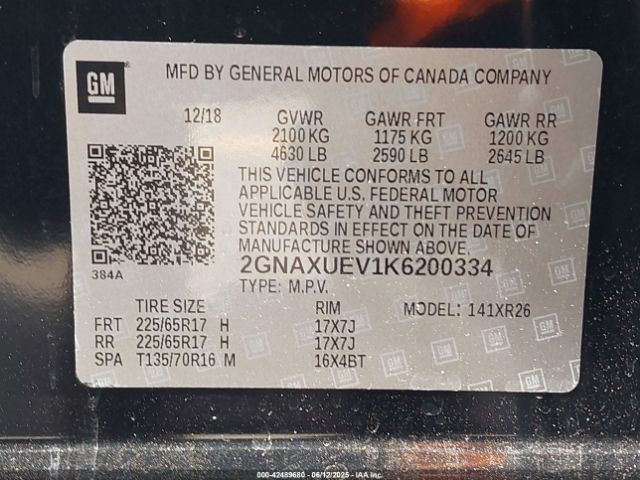 GM
MFD BY GENERAL MOTORS OF CANADA COMPANY
12/18 GVWR GAWR FRT GAWR RR
2100 KG 1175 KG 1200 KG
4630 LB 2590 LB 2645 LB
THIS VEHICLE CONFORMS TO ALL
APPLICABLE U.S. FEDERAL MOTOR
VEHICLE SAFETY AND THEFT PREVENTION
STANDARDS IN EFFECT ON THE DATE OF
MANUFACTURE SHOWN ABOVE.
384A 2GNAXUEV1K6200334
TYPE: M.P.V.
TIRE SIZE RIM MODEL: 141XR26
FRT 225/65R17 H 17X7J
RR 225/65R17 H 17X7J
SPA T135/70R16 M 16X4BT
000-42489680 - 06/12/2025 - IAAI